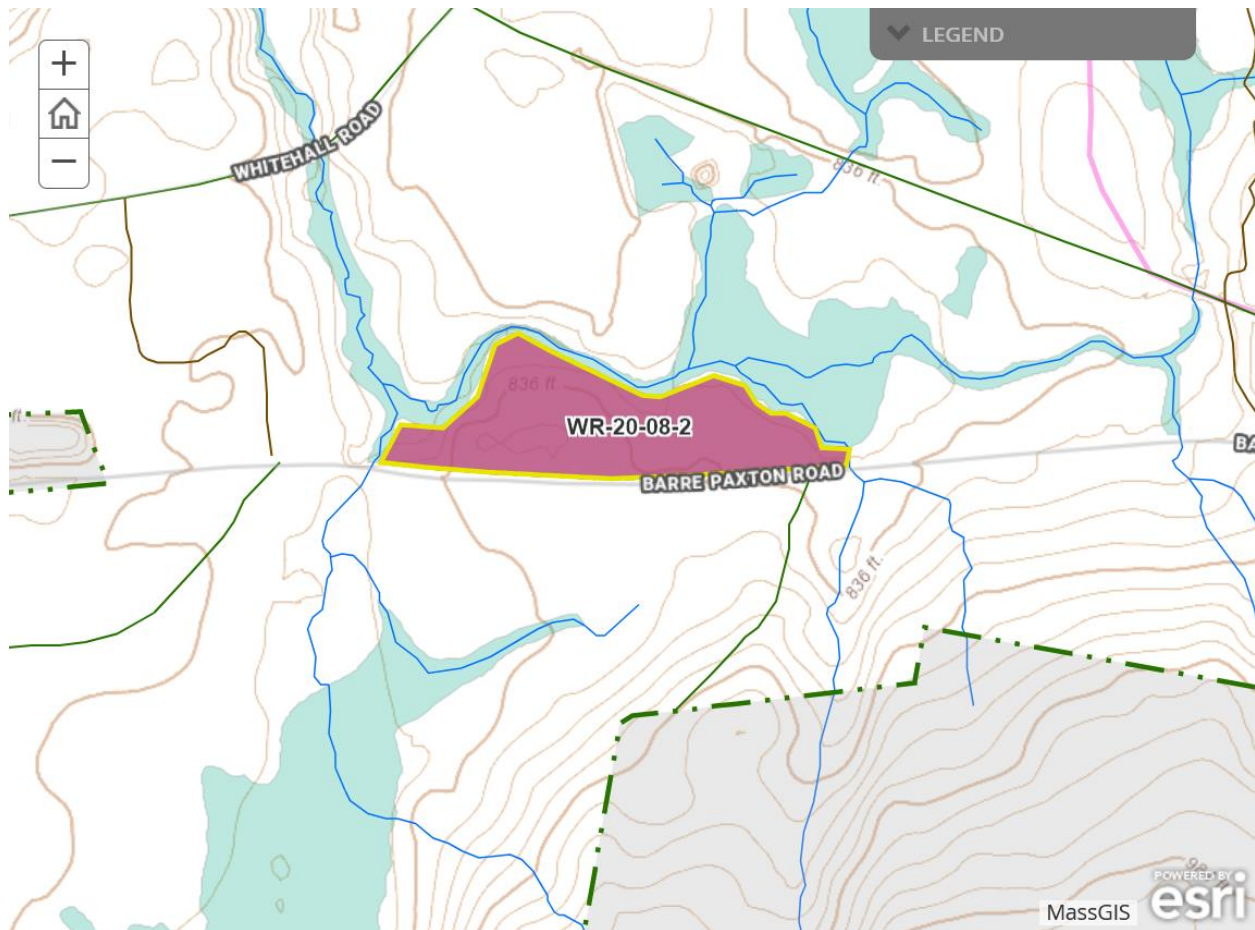 +
LEGEND
−
WHITEHALL ROAD
836 ft.
836 ft.
ft.
WR-20-08-2
BA
BARRE PAXTON ROAD
836 ft.
POWERED BY
esri
MassGIS